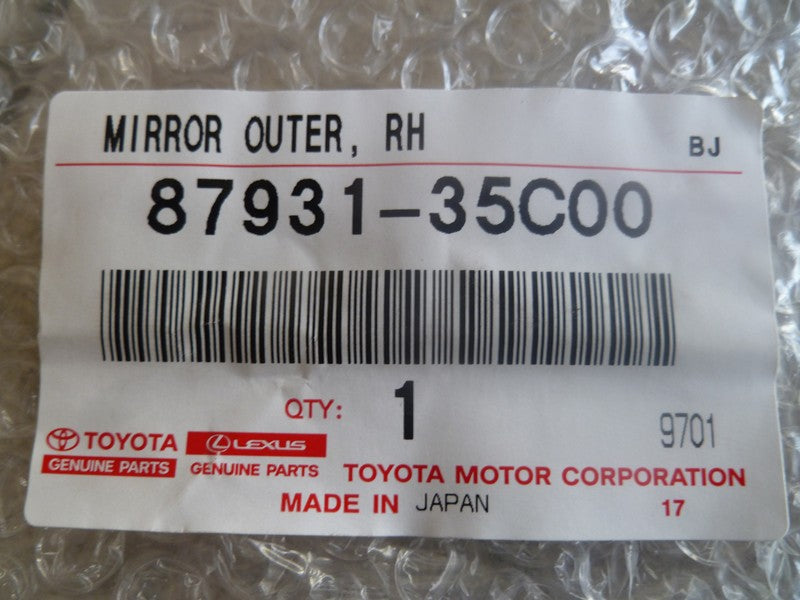 MIRROR OUTER, RH BJ
87931-35C00
QTY: 1 9701
TOYOTA LEXUS
GENUINE PARTS GENUINE PARTS TOYOTA MOTOR CORPORATION
MADE IN JAPAN 17